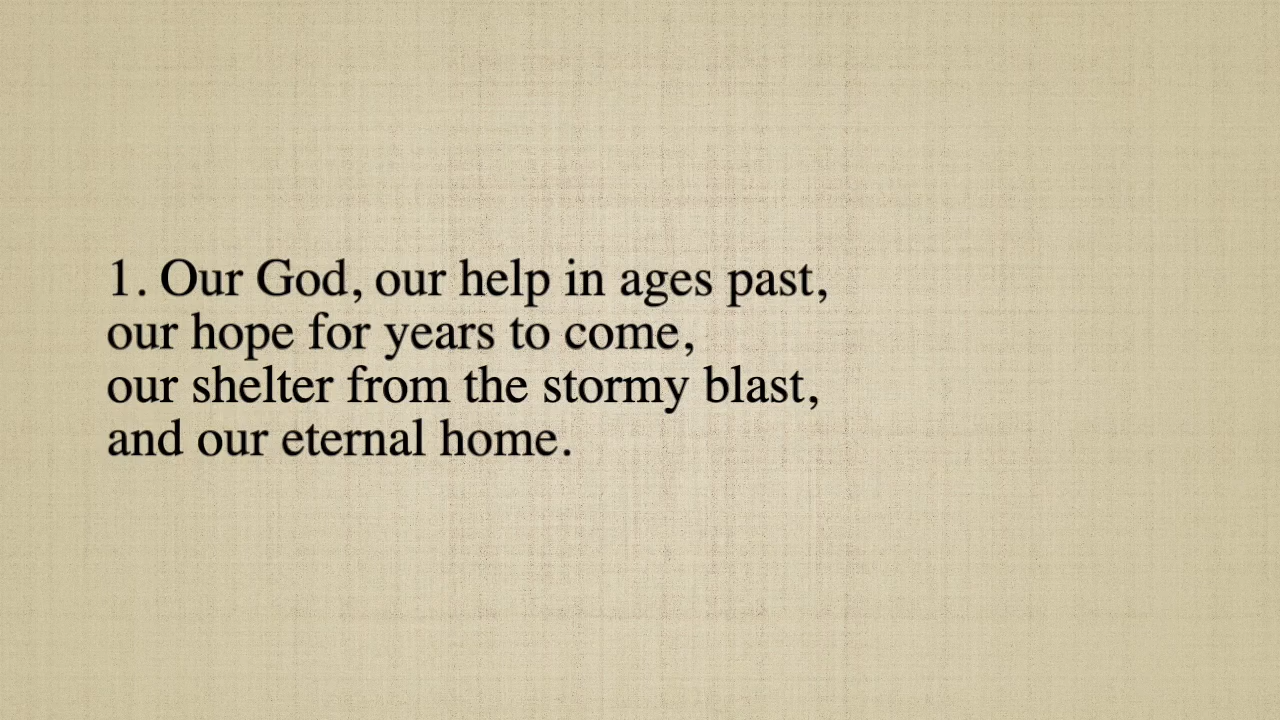 1. Our God, our help in ages past,
our hope for years to come,
our shelter from the stormy blast,
and our eternal home.